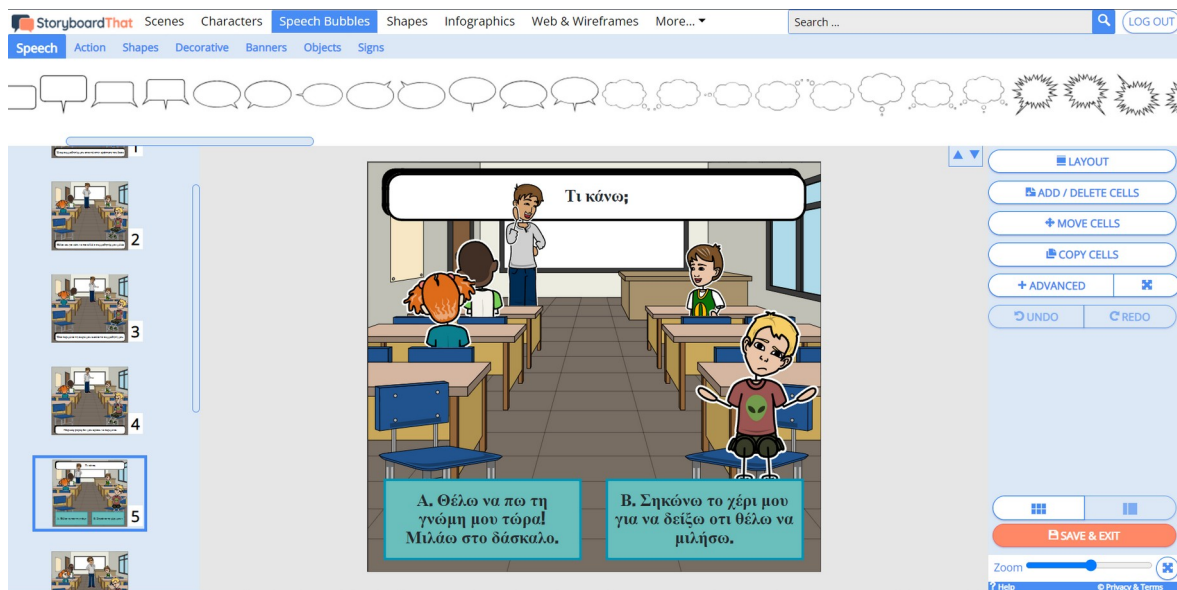 StoryboardThat Scenes Characters Speech Bubbles Shapes Infographics Web & Wireframes More... Search ... LOG OUT
Speech Action Shapes Decorative Banners Objects Signs
1
2
3
4
5
Τι κάνω;
Α. Θέλω να πω τη
γνώμη μου τώρα!
Μιλάω στο δάσκαλο.
Β. Σηκώνω το χέρι μου
για να δείξω οτι θέλω να
μιλήσω.
LAYOUT
ADD / DELETE CELLS
MOVE CELLS
COPY CELLS
+ ADVANCED
UNDO REDO
SAVE & EXIT
Zoom
? Help © Privacy & Terms